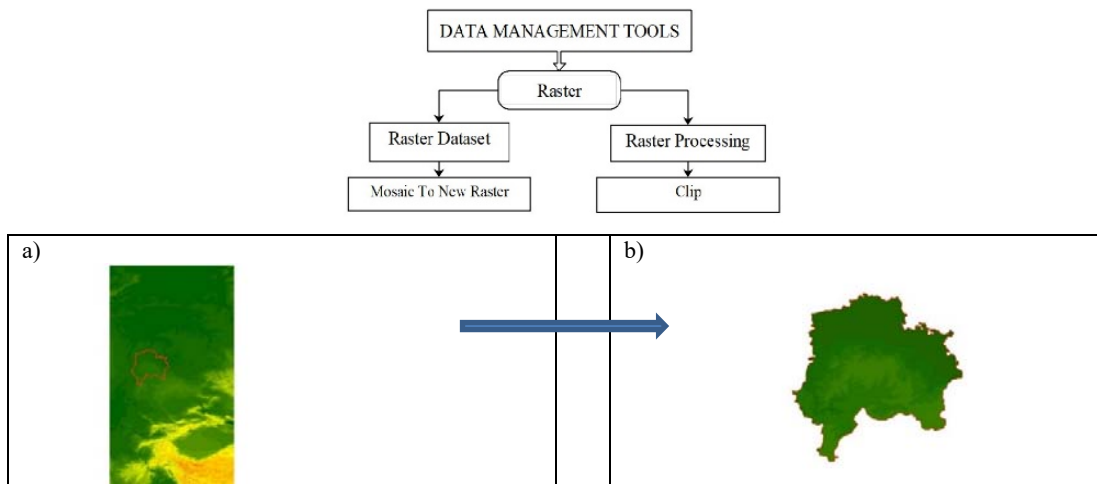 DATA MANAGEMENT TOOLS
Raster
Raster Dataset
Raster Processing
Mosaic To New Raster
Clip
a)
b)